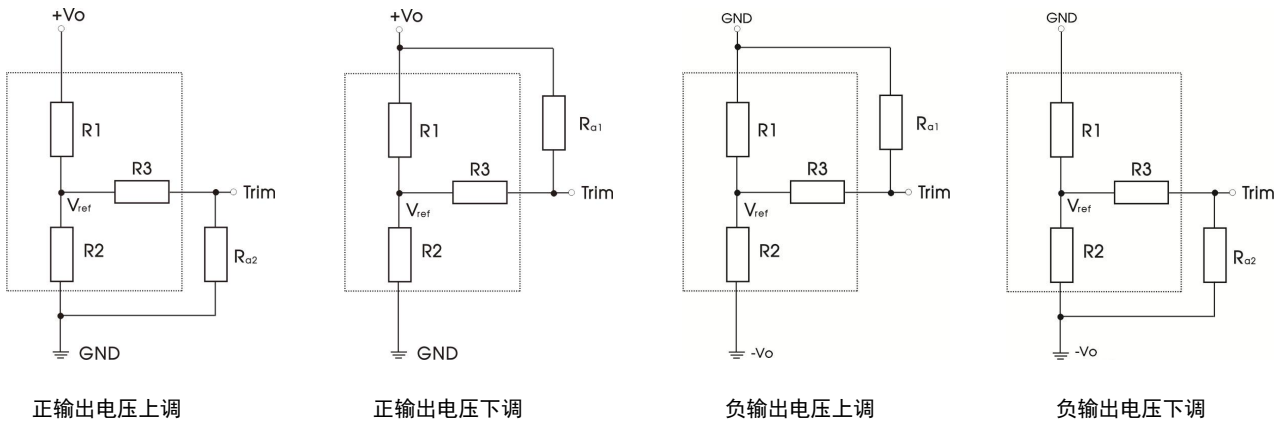 +Vo
R1
R3
Trim
Vref
R2
Ra2
GND
正输出电压上调
+Vo
R1
Ra1
R3
Trim
Vref
R2
GND
正输出电压下调
GND
R1
Ra1
R3
Trim
Vref
R2
-Vo
负输出电压上调
GND
R1
R3
Trim
Vref
R2
Ra2
-Vo
负输出电压下调